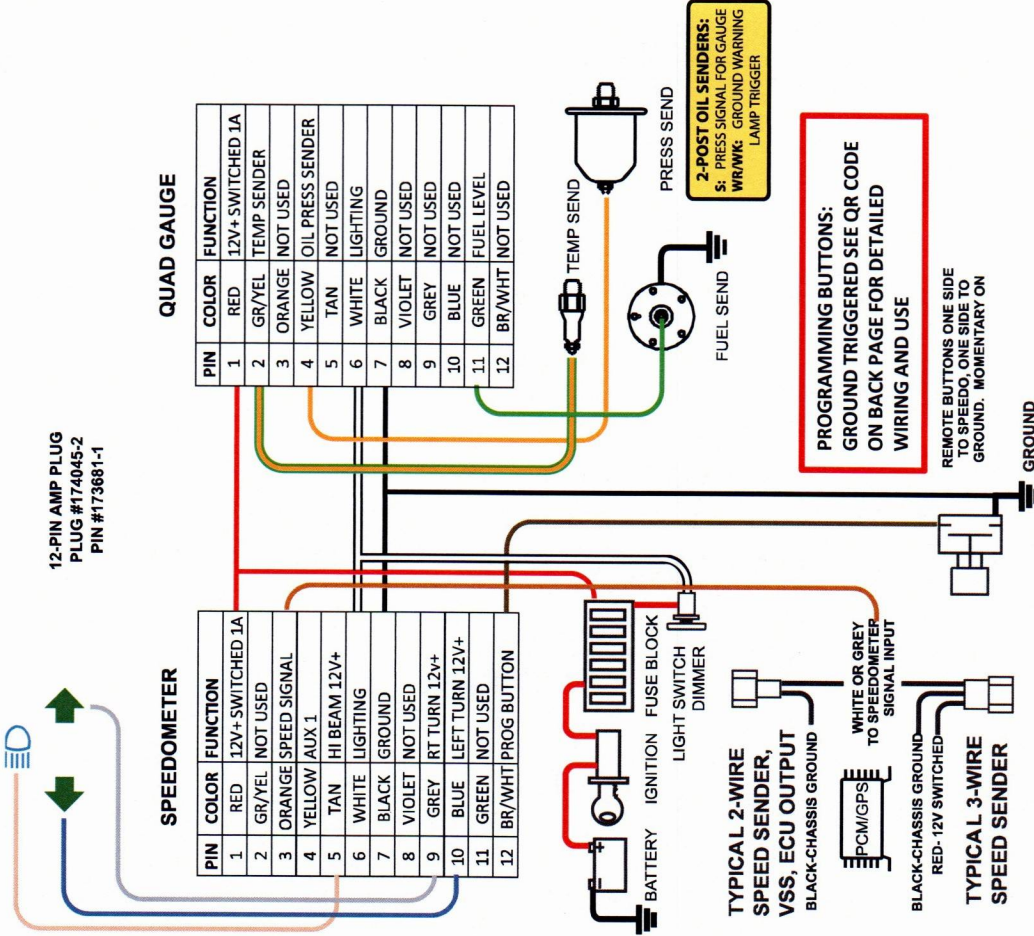 12-PIN AMP PLUG
PLUG #174045-2
PIN #173681-1
SPEEDOMETER
PIN COLOR FUNCTION
1 RED 12V+ SWITCHED 1A
2 GR/YEL NOT USED
3 ORANGE SPEED SIGNAL
4 YELLOW AUX 1
5 TAN HI BEAM 12V+
6 WHITE LIGHTING
7 BLACK GROUND
8 VIOLET NOT USED
9 GREY RT TURN 12V+
10 BLUE LEFT TURN 12V+
11 GREEN NOT USED
12 BR/WHT PROG BUTTON
QUAD GAUGE
PIN COLOR FUNCTION
1 RED 12V+ SWITCHED 1A
2 GR/YEL TEMP SENDER
3 ORANGE NOT USED
4 YELLOW OIL PRESS SENDER
5 TAN NOT USED
6 WHITE LIGHTING
7 BLACK GROUND
8 VIOLET NOT USED
9 GREY NOT USED
10 BLUE NOT USED
11 GREEN FUEL LEVEL
12 BR/WHT NOT USED
TEMP SEND
PRESS SEND
FUEL SEND
2-POST OIL SENDERS:
S: PRESS SIGNAL FOR GAUGE
WR/WK: GROUND WARNING
LAMP TRIGGER
BATTERY
IGNITION
FUSE BLOCK
LIGHT SWITCH
DIMMER
PROGRAMMING BUTTONS:
GROUND TRIGGERED SEE QR CODE
ON BACK PAGE FOR DETAILED
WIRING AND USE
REMOTE BUTTONS ONE SIDE
TO SPEEDO, ONE SIDE TO
GROUND. MOMENTARY ON
GROUND
TYPICAL 2-WIRE
SPEED SENDER,
VSS, ECU OUTPUT
BLACK-CHASSIS GROUND
PCM/GPS
WHITE OR GREY
TO SPEEDOMETER
SIGNAL INPUT
BLACK-CHASSIS GROUND
RED- 12V SWITCHED
TYPICAL 3-WIRE
SPEED SENDER